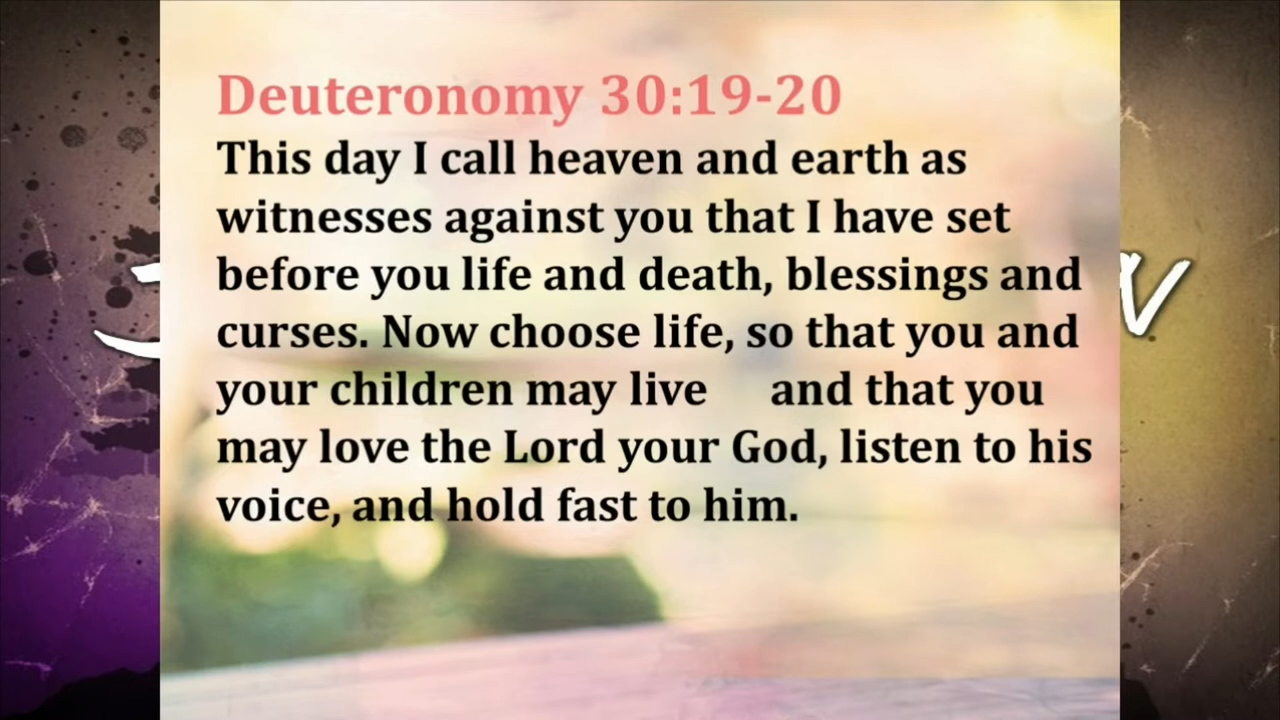 Deuteronomy 30:19-20
This day I call heaven and earth as
witnesses against you that I have set
before you life and death, blessings and
curses. Now choose life, so that you and
your children may live and that you
may love the Lord your God, listen to his
voice, and hold fast to him.